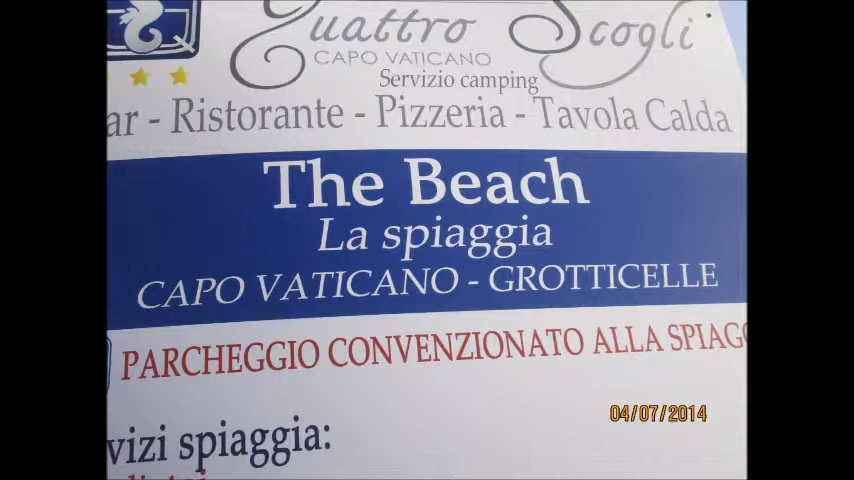 Quattro Scogli
CAPO VATICANO
Servizio camping
ar - Ristorante - Pizzeria - Tavola Calda
The Beach
La spiaggia
CAPO VATICANO - GROTTICELLE
PARCHEGGIO CONVENZIONATO ALLA SPIAGG
vizi spiaggia:
04/07/2014